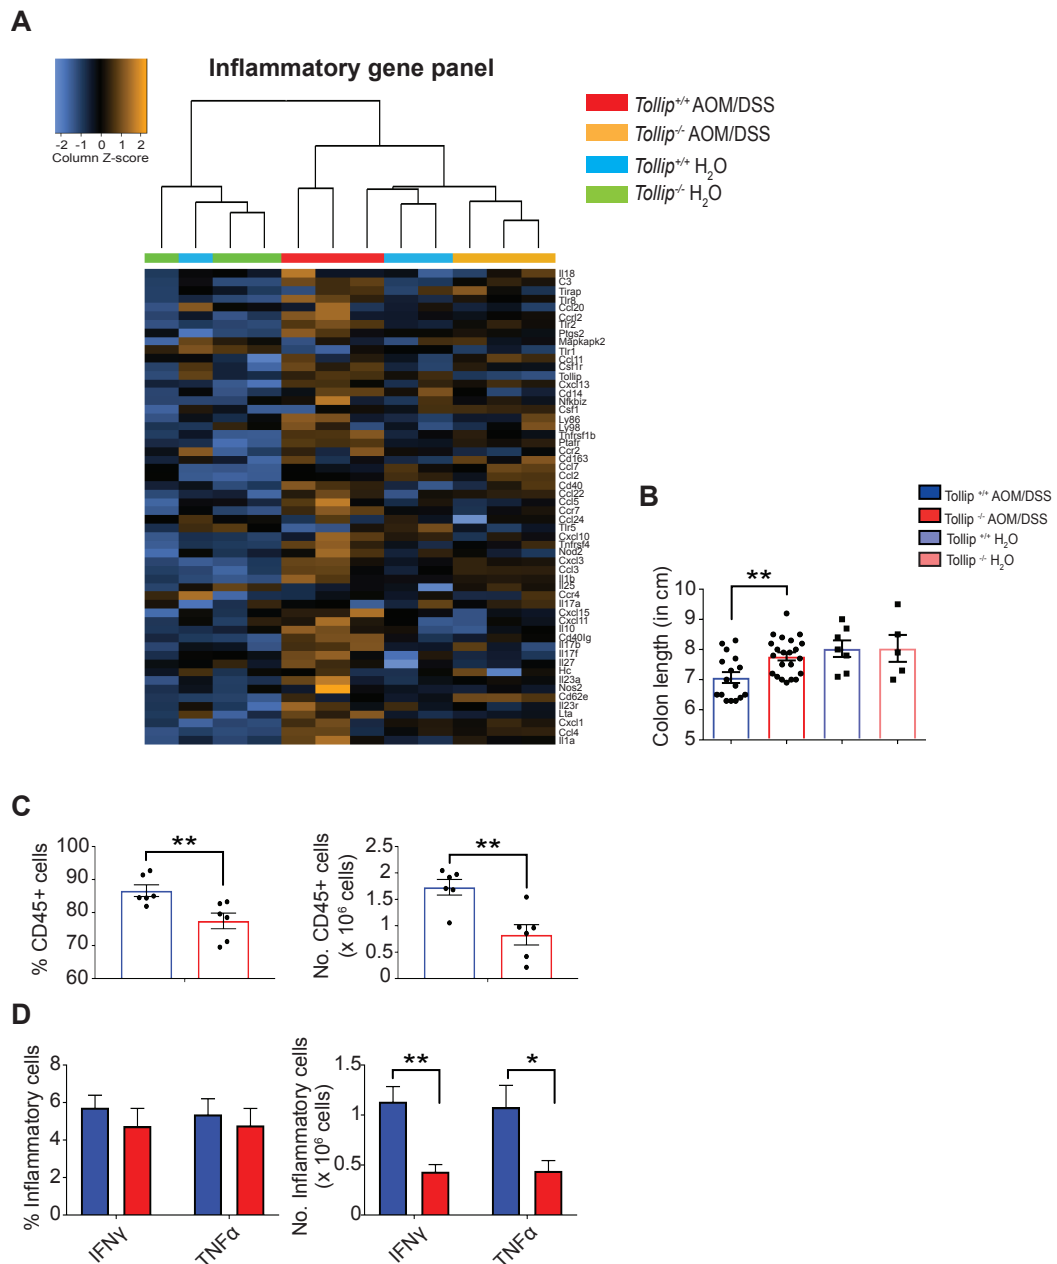 A
Inflammatory gene panel
-2 -1 0 1 2
Column Z-score
Tollip+/+ AOM/DSS
Tollip-/- AOM/DSS
Tollip+/+ H2O
Tollip-/- H2O
Il18
C3
Tirap
Tlr8
Ccl20
Ccrl2
Tlr2
Ptgs2
Mapkapk2
Tlr1
Ccl11
Csf1r
Tollip
Cxcl13
Cd14
Nfkbiz
Csf1
Ly86
Ly98
Tnfrsf1b
Ptafr
Ccr2
Cd163
Ccl7
Ccl2
Cd40
Ccl22
Ccl5
Ccr7
Ccl24
Tlr5
Cxcl10
Tnfrsf4
Nod2
Cxcl3
Ccl3
Il1b
Il25
Ccr4
Il17a
Cxcl15
Cxcl11
Il10
Cd40lg
Il17b
Il17f
Il27
Hc
Il23a
Nos2
Cd62e
Il23r
Lta
Cxcl1
Ccl4
Il1a
B
Tollip +/+ AOM/DSS
Tollip -/- AOM/DSS
Tollip +/+ H2O
Tollip -/- H2O
Colon length (in cm)
10
9
8
7
6
5
**
C
% CD45+ cells
100
90
80
70
60
**
No. CD45+ cells
(x 10⁶ cells)
2.5
2
1.5
1
0.5
0
**
D
% Inflammatory cells
8
6
4
2
0
IFNγ
TNFα
No. Inflammatory cells
(x 10⁶ cells)
1.5
1
0.5
0
**
*
IFNγ
TNFα